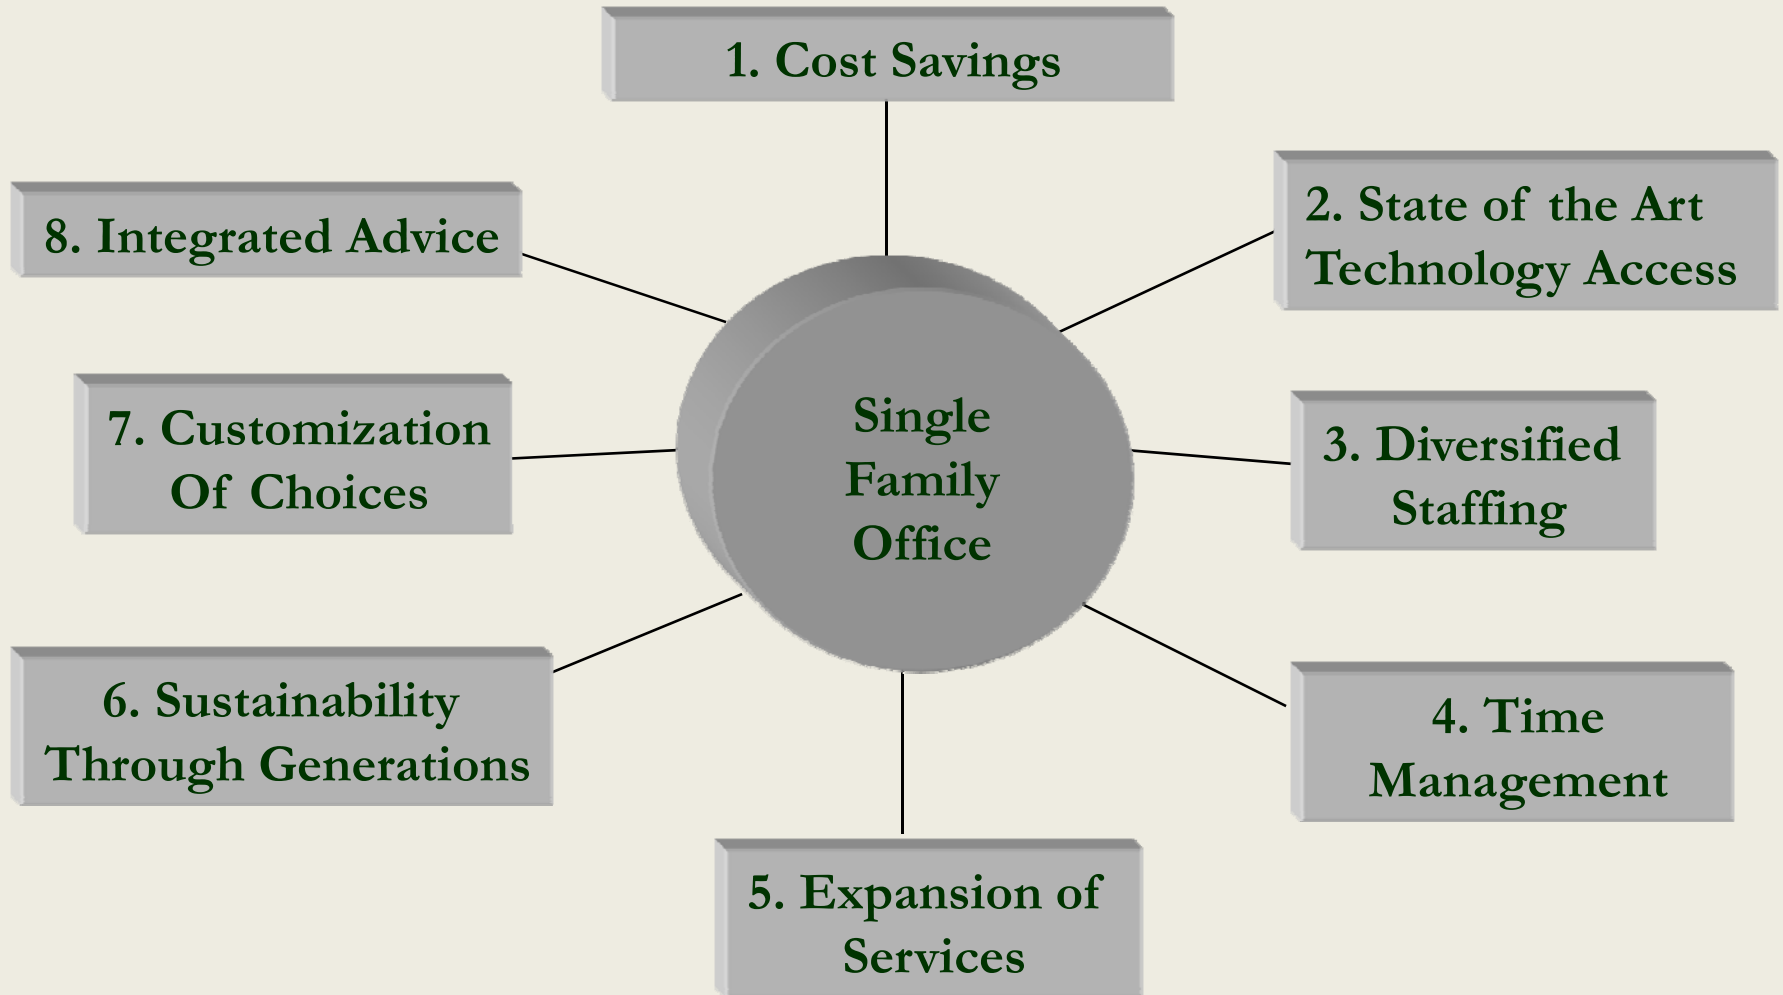 1. Cost Savings
2. State of the Art
Technology Access
3. Diversified
Staffing
4. Time
Management
5. Expansion of
Services
6. Sustainability
Through Generations
7. Customization
Of Choices
8. Integrated Advice
Single
Family
Office